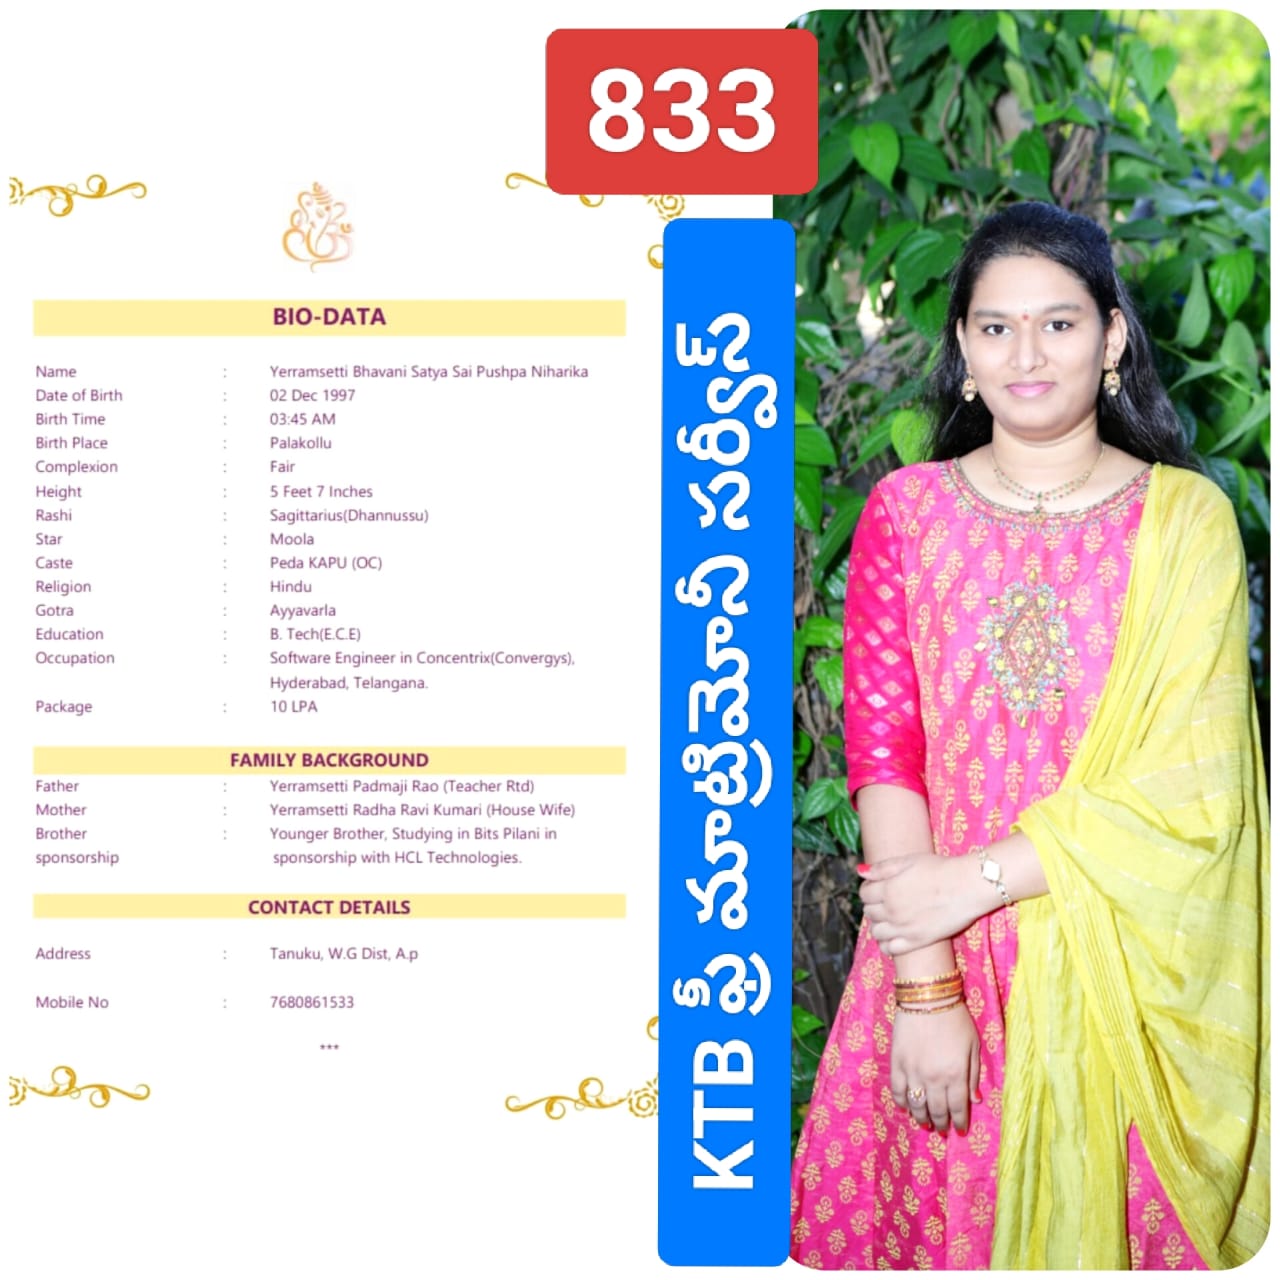 833
BIO-DATA
Name : Yerramsetti Bhavani Satya Sai Pushpa Niharika
Date of Birth : 02 Dec 1997
Birth Time : 03:45 AM
Birth Place : Palakollu
Complexion : Fair
Height : 5 Feet 7 Inches
Rashi : Sagittarius(Dhannussu)
Star : Moola
Caste : Peda KAPU (OC)
Religion : Hindu
Gotra : Ayyavarla
Education : B. Tech(E.C.E)
Occupation : Software Engineer in Concentrix(Convergys),
Hyderabad, Telangana.
Package : 10 LPA
FAMILY BACKGROUND
Father : Yerramsetti Padmaji Rao (Teacher Rtd)
Mother : Yerramsetti Radha Ravi Kumari (House Wife)
Brother : Younger Brother, Studying in Bits Pilani in
sponsorship sponsorship with HCL Technologies.
CONTACT DETAILS
Address : Tanuku, W.G Dist, A.p
Mobile No : 7680861533
***
KTB ఫ్రీ మాట్రిమోనీ సర్వీస్